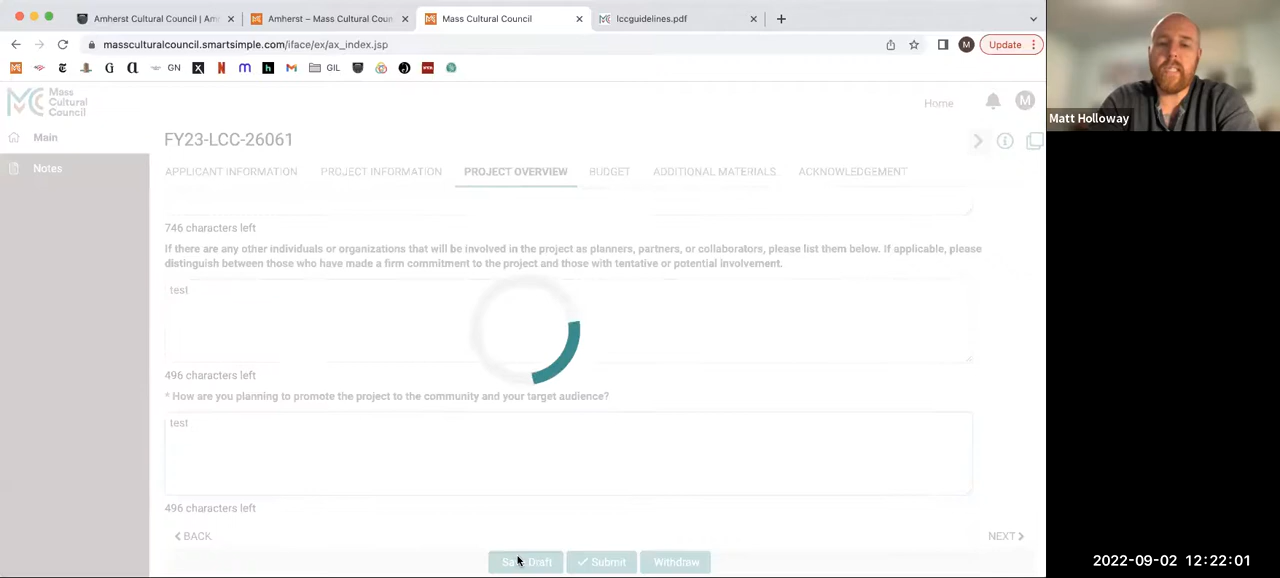 Amherst Cultural Council | Am
Amherst – Mass Cultural Coun
Mass Cultural Council
lccguidelines.pdf
massculturalcouncil.smartsimple.com/iface/ex/ax_index.jsp
M
Update
GN
GIL
Matt Holloway
Mass
Cultural
Council
Home
M
Main
FY23-LCC-26061
Notes
APPLICANT INFORMATION
PROJECT INFORMATION
PROJECT OVERVIEW
BUDGET
ADDITIONAL MATERIALS
ACKNOWLEDGEMENT
746 characters left
If there are any other individuals or organizations that will be involved in the project as planners, partners, or collaborators, please list them below. If applicable, please
distinguish between those who have made a firm commitment to the project and those with tentative or potential involvement.
test
496 characters left
* How are you planning to promote the project to the community and your target audience?
test
496 characters left
BACK
NEXT
Save Draft
Submit
Withdraw
2022-09-02 12:22:01